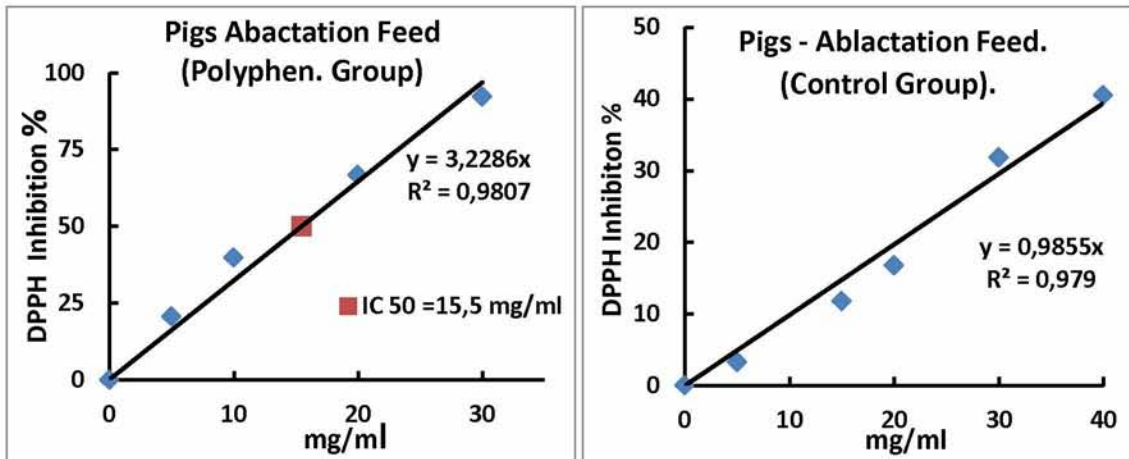 Pigs Abactation Feed
(Polyphen. Group)
DPPH Inhibition %
100
75
50
25
0
y = 3,2286x
R² = 0,9807
IC 50 =15,5 mg/ml
0 10 20 30
mg/ml
Pigs - Ablactation Feed.
(Control Group).
DPPH Inhibiton %
50
40
30
20
10
0
y = 0,9855x
R² = 0,979
0 10 20 30 40
mg/ml